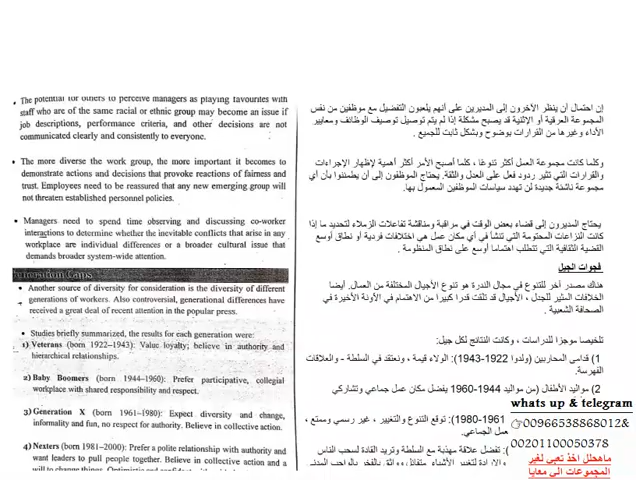 The potential for others to perceive managers as playing favourites with
staff who are of the same racial or ethnic group may become an issue if
job descriptions, performance criteria, and other decisions are not
communicated clearly and consistently to everyone.
• The more diverse the work group, the more important it becomes to
demonstrate actions and decisions that provoke reactions of fairness and
trust. Employees need to be reassured that any new emerging group will
not threaten established personnel policies.
• Managers need to spend time observing and discussing co-worker
interactions to determine whether the inevitable conflicts that arise in any
workplace are individual differences or a broader cultural issue that
demands broader system-wide attention.
Generation Gaps
• Another source of diversity for consideration is the diversity of different
generations of workers. Also controversial, generational differences have
received a great deal of recent attention in the popular press.
• Studies briefly summarized, the results for each generation were:
1) Veterans (born 1922-1943): Value loyalty; believe in authority and
hierarchical relationships.
2) Baby Boomers (born 1944-1960): Prefer participative, collegial
workplace with shared responsibility and respect.
3) Generation X (born 1961-1980): Expect diversity and change,
informality and fun, no respect for authority. Believe in collective action.
4) Nexters (born 1981-2000): Prefer a polite relationship with authority and
want leaders to pull people together. Believe in collective action and a
will to change things.
إن احتمال أن ينظر الآخرون إلى المديرين على أنهم يلعبون التفضيل مع موظفين من نفس
المجموعة العرقية أو الإثنية قد يصبح مشكلة إذا لم يتم توصيل توصيف الوظائف ومعايير
الأداء وغيرها من القرارات بوضوح وبشكل ثابت للجميع .
وكلما كانت مجموعة العمل أكثر تنوعًا ، كلما أصبح الأمر أكثر أهمية لإظهار الإجراءات
والقرارات التي تثير ردود فعل على العدل والثقة. يحتاج الموظفون إلى أن يطمئنوا بأن أي
مجموعة ناشئة جديدة لن تهدد سياسات الموظفين المعمول بها.
يحتاج المديرون إلى قضاء بعض الوقت في مراقبة ومناقشة تفاعلات الزملاء لتحديد ما إذا
كانت النزاعات المحتومة التي تنشأ في أي مكان عمل هي اختلافات فردية أو نطاق أوسع
القضية الثقافية التي تتطلب اهتماما أوسع على نطاق المنظومة .
فجوات الجيل
هناك مصدر آخر للتنوع في مجال الندرة هو تنوع الأجيال المختلفة من العمال. أيضا
الخلافات المثير للجدل ، الأجيال قد تلقت قدرا كبيرا من الاهتمام في الآونة الأخيرة في
الصحافة الشعبية .
تلخيصا موجزا للدراسات ، وكانت النتائج لكل جيل:
1) قدامى المحاربين (ولدوا 1922-1943): الولاء قيمة ، ونعتقد في السلطة - والعلاقات
الفهرسة.
2) مواليد الأطفال (من مواليد 1944-1960 يفضل مكان عمل جماعي وتشاركي
1961-1980): توقع التنوع والتغيير ، غير رسمي وممتع ،
عمل الجماعي.
): تفضل علاقة مهذبة مع السلطة وتريد القادة لسحب الناس
whats up & telegram
00966538868012&
00201100050378
ماهحلل اخذ تعبي لغير
المجموعات الى معايا